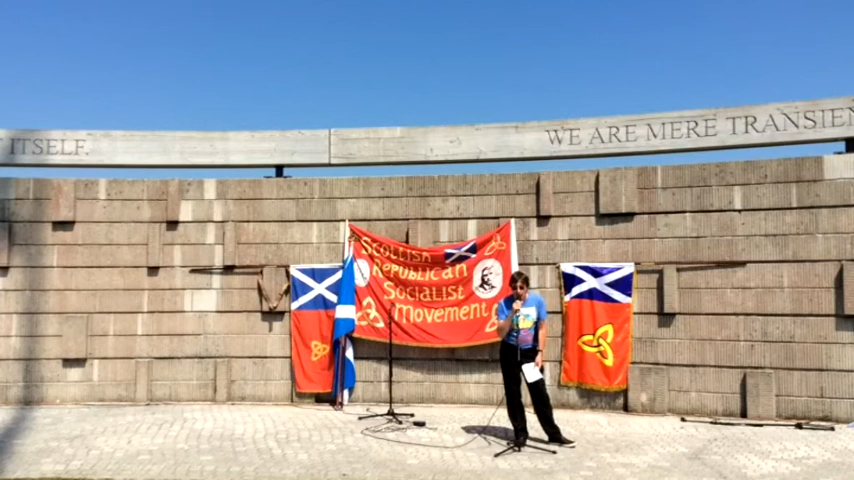 ITSELF.
WE ARE MERE TRANSIEN
Scottish
Republican
Socialist
Movement